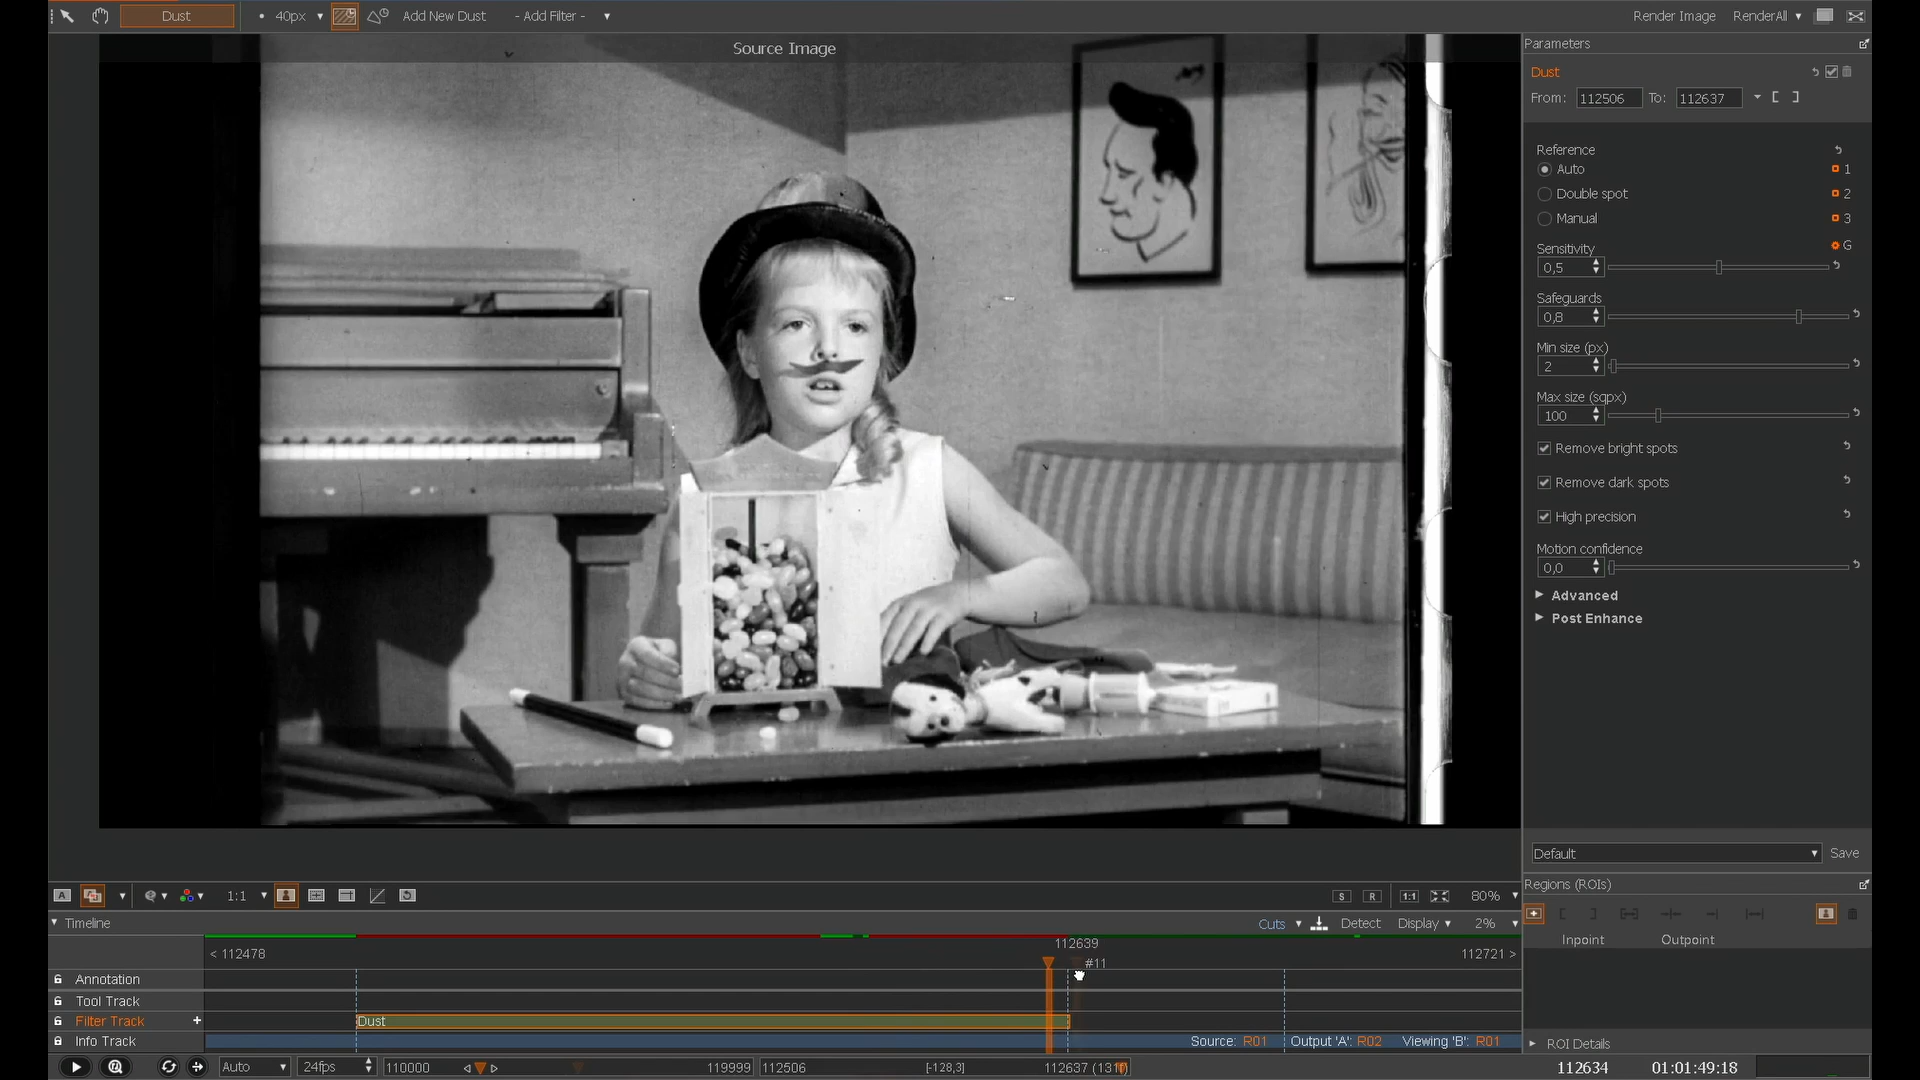 Dust
40px
Add New Dust
- Add Filter -
Render Image
RenderAll
Source Image
Parameters
Dust
From: 112506 To: 112637
Reference
Auto 1
Double spot 2
Manual 3
Sensitivity G
0,5
Safeguards
0,8
Min size (px)
2
Max size (sqpx)
100
Remove bright spots
Remove dark spots
High precision
Motion confidence
0,0
Advanced
Post Enhance
Default Save
Regions (ROIs)
Inpoint Outpoint
ROI Details
A
1:1
S R 1:1 80%
Timeline
Cuts Detect Display 2%
112639
< 112478
112721 >
#11
Annotation
Tool Track
Filter Track +
Dust
Info Track
Source: R01 Output 'A': R02 Viewing 'B': R01
Auto 24fps 110000 119999 112506 [-128,3] 112637 112634 01:01:49:18